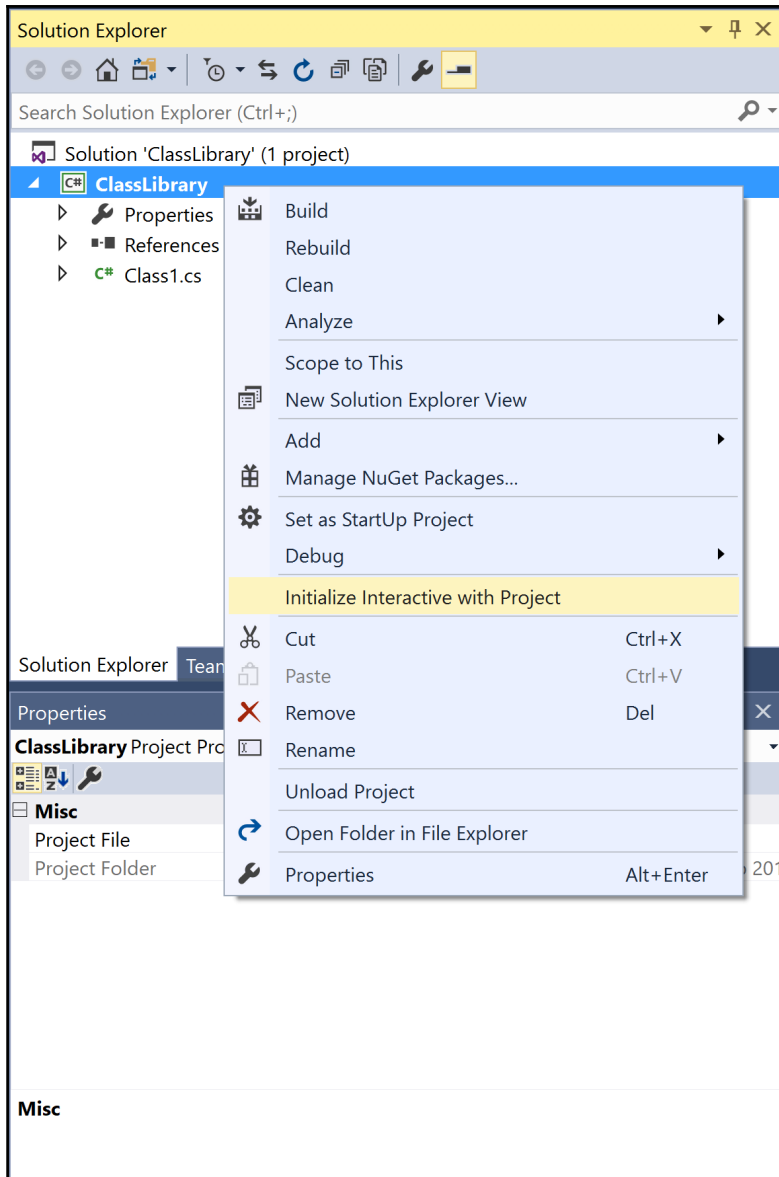 Solution Explorer
Search Solution Explorer (Ctrl+;)
Solution 'ClassLibrary' (1 project)
C# ClassLibrary
Properties
References
C# Class1.cs
Build
Rebuild
Clean
Analyze
Scope to This
New Solution Explorer View
Add
Manage NuGet Packages...
Set as StartUp Project
Debug
Initialize Interactive with Project
Cut Ctrl+X
Paste Ctrl+V
Remove Del
Rename
Unload Project
Open Folder in File Explorer
Properties Alt+Enter
Solution Explorer Tean
Properties
ClassLibrary Project Pro
Misc
Project File
Project Folder 201
Misc